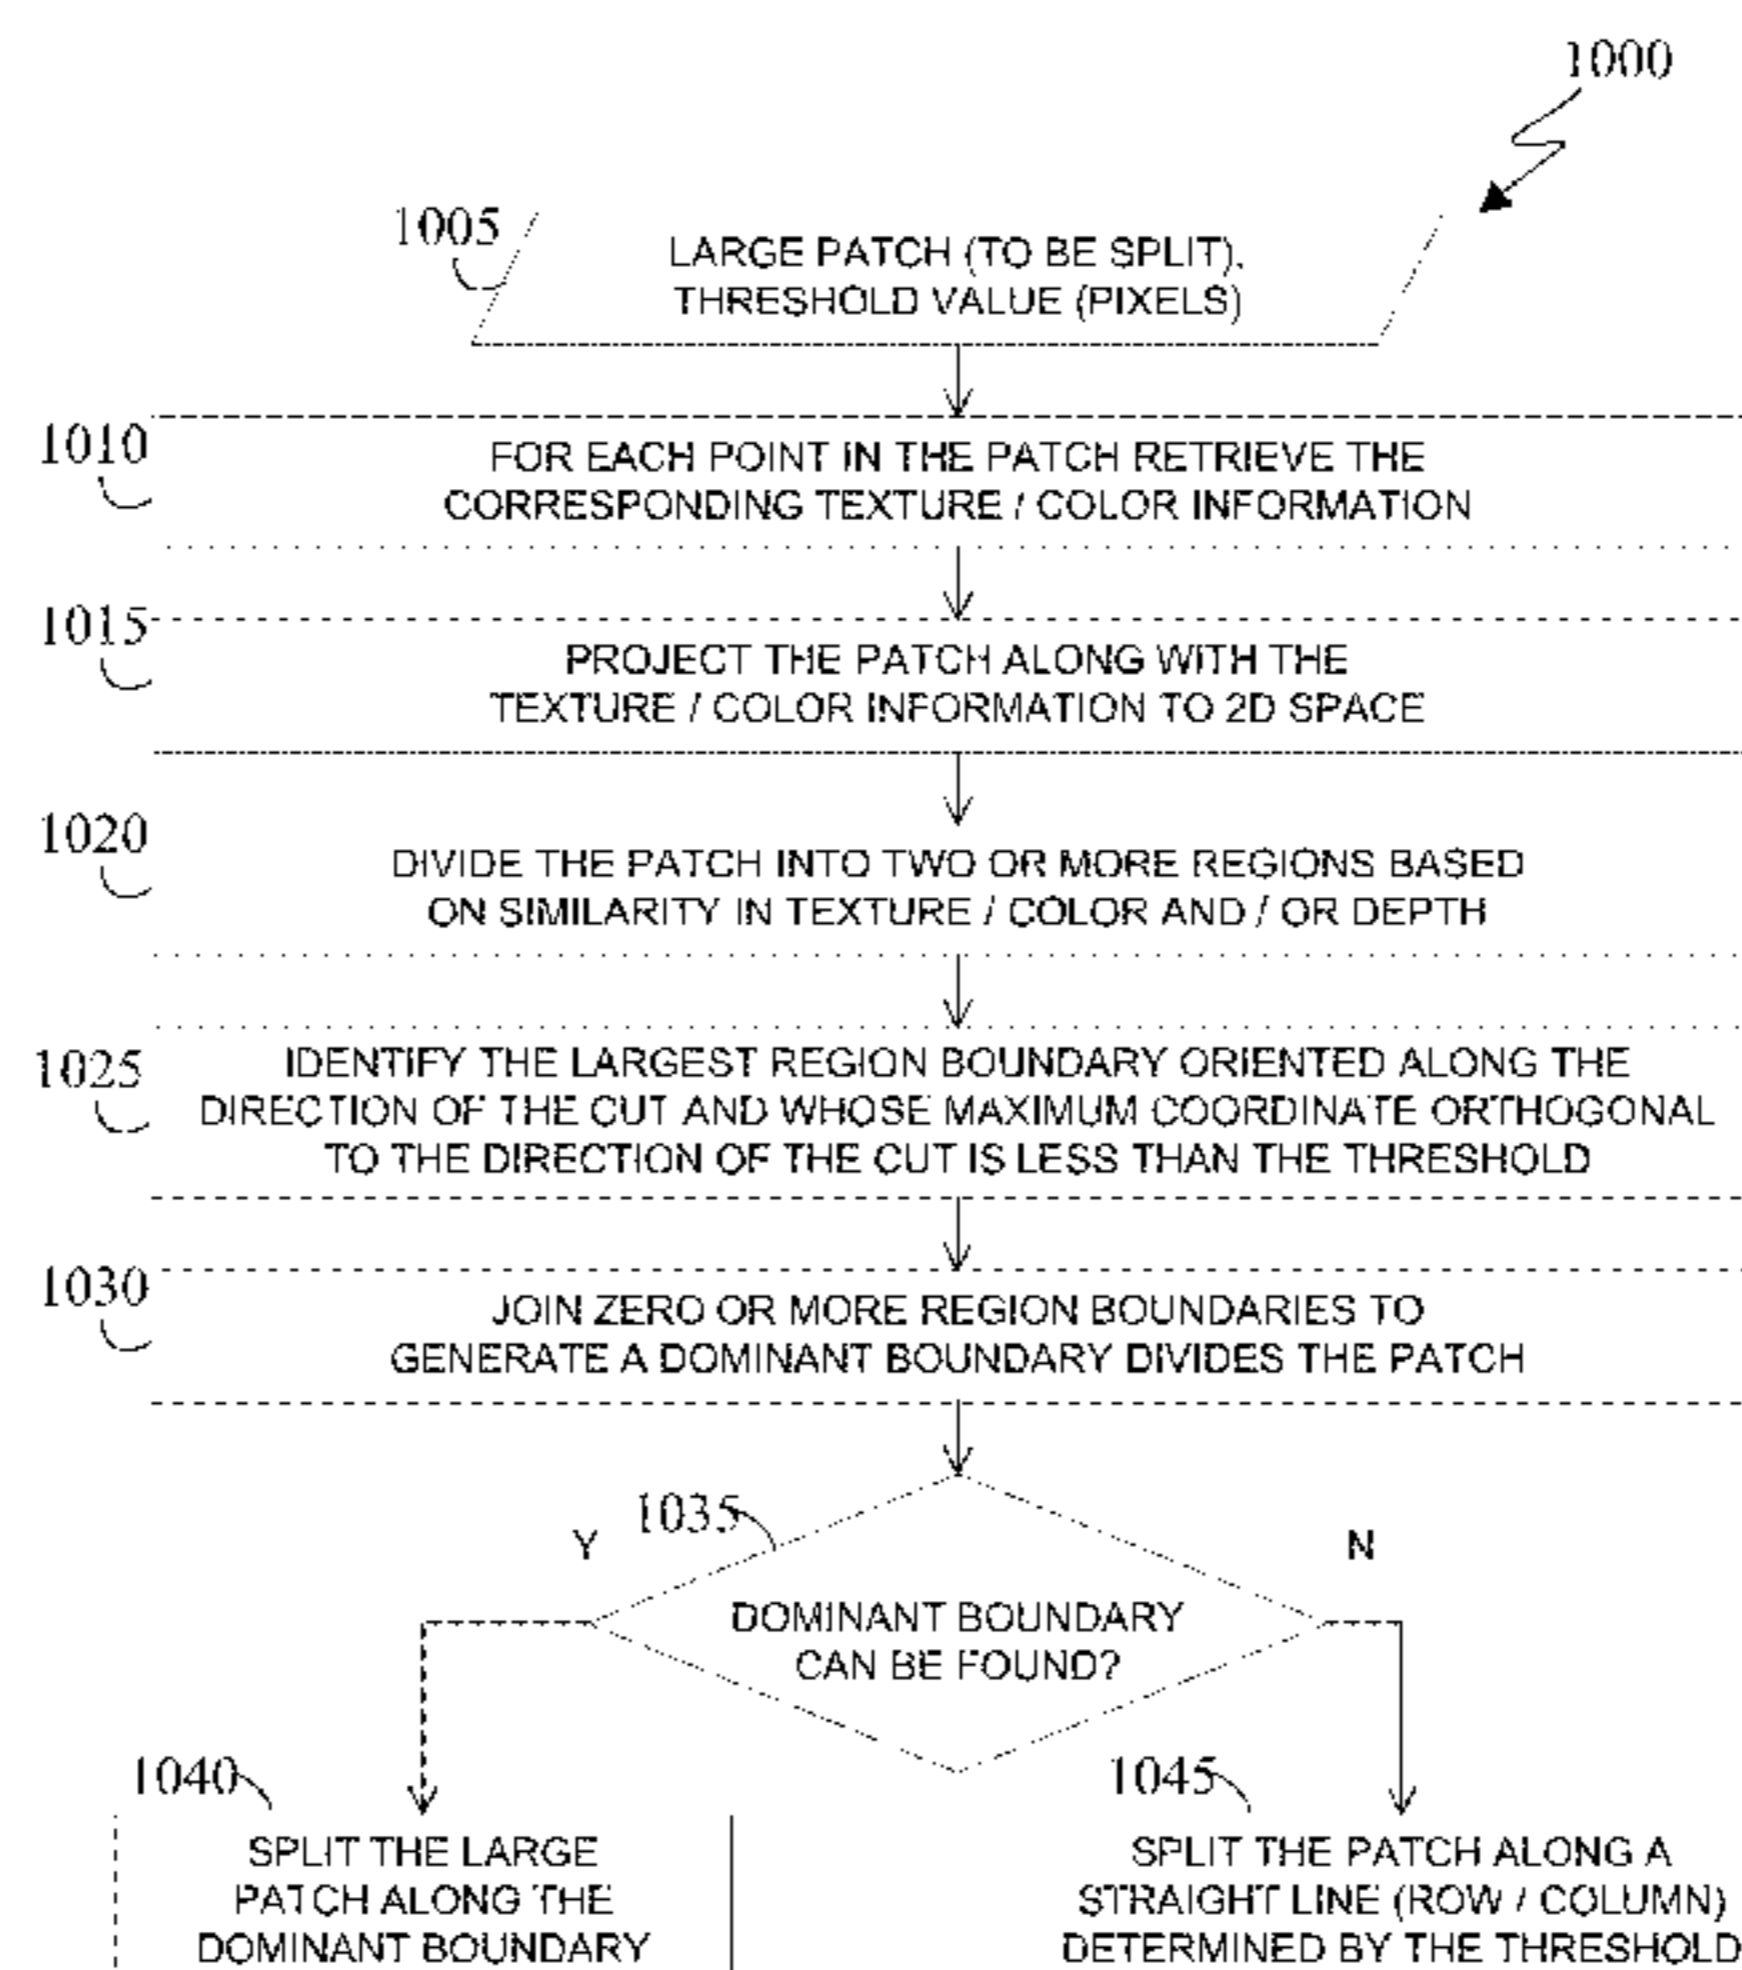 1000
1005
LARGE PATCH (TO BE SPLIT),
THRESHOLD VALUE (PIXELS)
1010
FOR EACH POINT IN THE PATCH RETRIEVE THE
CORRESPONDING TEXTURE / COLOR INFORMATION
1015
PROJECT THE PATCH ALONG WITH THE
TEXTURE / COLOR INFORMATION TO 2D SPACE
1020
DIVIDE THE PATCH INTO TWO OR MORE REGIONS BASED
ON SIMILARITY IN TEXTURE / COLOR AND / OR DEPTH
1025
IDENTIFY THE LARGEST REGION BOUNDARY ORIENTED ALONG THE
DIRECTION OF THE CUT AND WHOSE MAXIMUM COORDINATE ORTHOGONAL
TO THE DIRECTION OF THE CUT IS LESS THAN THE THRESHOLD
1030
JOIN ZERO OR MORE REGION BOUNDARIES TO
GENERATE A DOMINANT BOUNDARY DIVIDES THE PATCH
1035
Y
N
DOMINANT BOUNDARY
CAN BE FOUND?
1040
SPLIT THE LARGE
PATCH ALONG THE
DOMINANT BOUNDARY
1045
SPLIT THE PATCH ALONG A
STRAIGHT LINE (ROW / COLUMN)
DETERMINED BY THE THRESHOLD